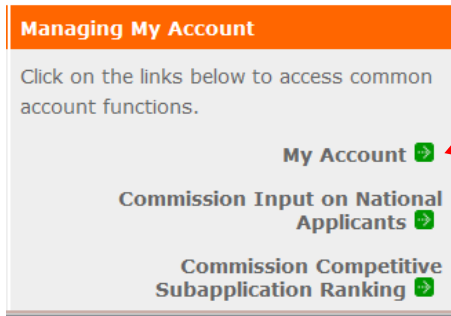 Managing My Account
Click on the links below to access common
account functions.
My Account
Commission Input on National
Applicants
Commission Competitive
Subapplication Ranking